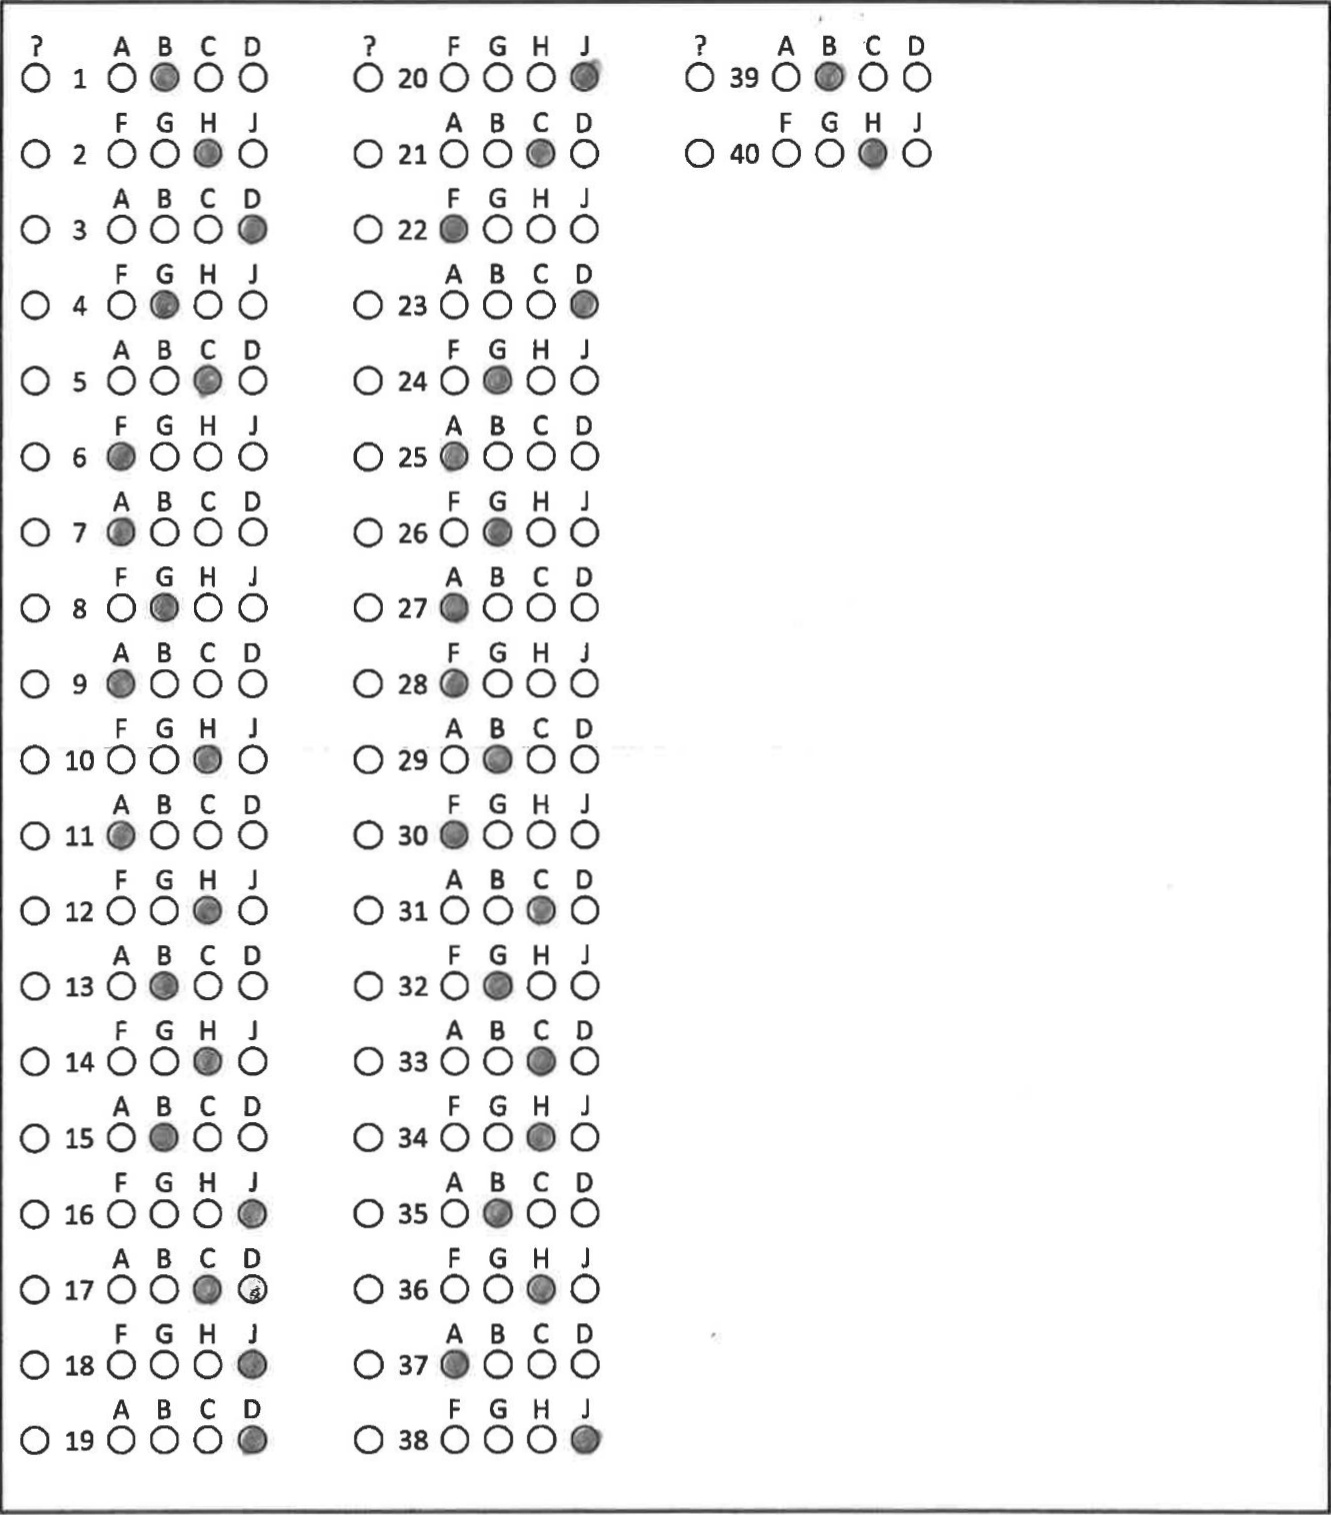 ? A B C D
1
F G H J
2
A B C D
3
F G H J
4
A B C D
5
F G H J
6
A B C D
7
F G H J
8
A B C D
9
F G H J
10
A B C D
11
F G H J
12
A B C D
13
F G H J
14
A B C D
15
F G H J
16
A B C D
17
F G H J
18
A B C D
19
? F G H J
20
A B C D
21
F G H J
22
A B C D
23
F G H J
24
A B C D
25
F G H J
26
A B C D
27
F G H J
28
A B C D
29
F G H J
30
A B C D
31
F G H J
32
A B C D
33
F G H J
34
A B C D
35
F G H J
36
A B C D
37
F G H J
38
? A B C D
39
F G H J
40